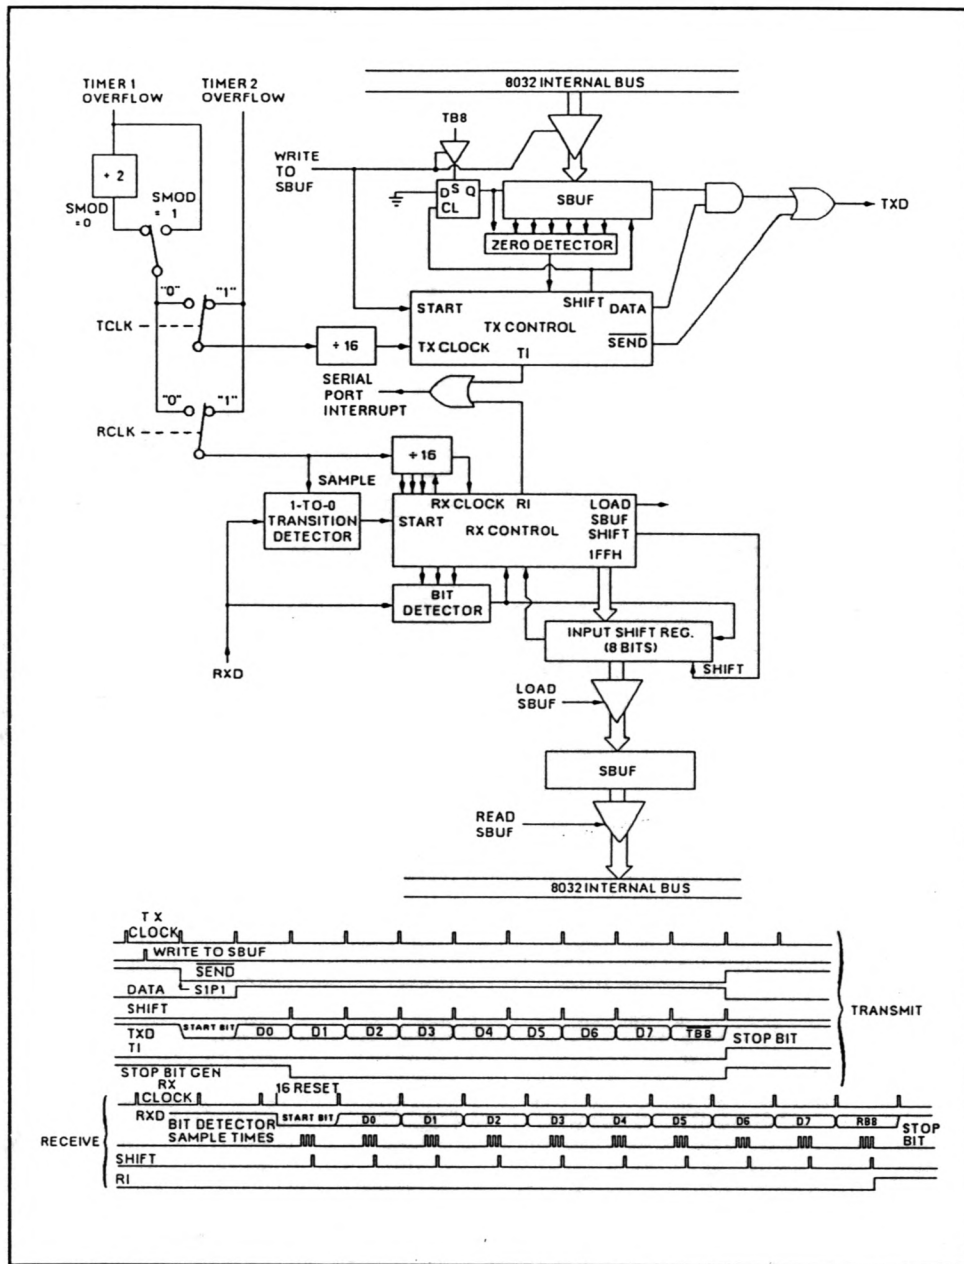 8032 INTERNAL BUS
TIMER 1
OVERFLOW
TIMER 2
OVERFLOW
TB8
WRITE
TO
SBUF
÷ 2
SMOD
= 0
SMOD
= 1
D S Q
CL
SBUF
TXD
ZERO DETECTOR
"0" "1"
TCLK
START
SHIFT
DATA
TX CONTROL
TX CLOCK
TI
SEND
÷ 16
SERIAL
PORT
INTERRUPT
"0" "1"
RCLK
÷ 16
SAMPLE
1-TO-0
TRANSITION
DETECTOR
RX CLOCK RI
START
RX CONTROL
LOAD
SBUF
SHIFT
1FFH
BIT
DETECTOR
INPUT SHIFT REG.
(8 BITS)
SHIFT
RXD
LOAD
SBUF
SBUF
READ
SBUF
8032 INTERNAL BUS
TX
CLOCK
WRITE TO SBUF
SEND
DATA
S1P1
SHIFT
TRANSMIT
TXD START BIT D0 D1 D2 D3 D4 D5 D6 D7 TB8 STOP BIT
TI
STOP BIT GEN
RX
CLOCK
16 RESET
RXD START BIT D0 D1 D2 D3 D4 D5 D6 D7 RB8 STOP
BIT
BIT DETECTOR
SAMPLE TIMES
RECEIVE
SHIFT
RI